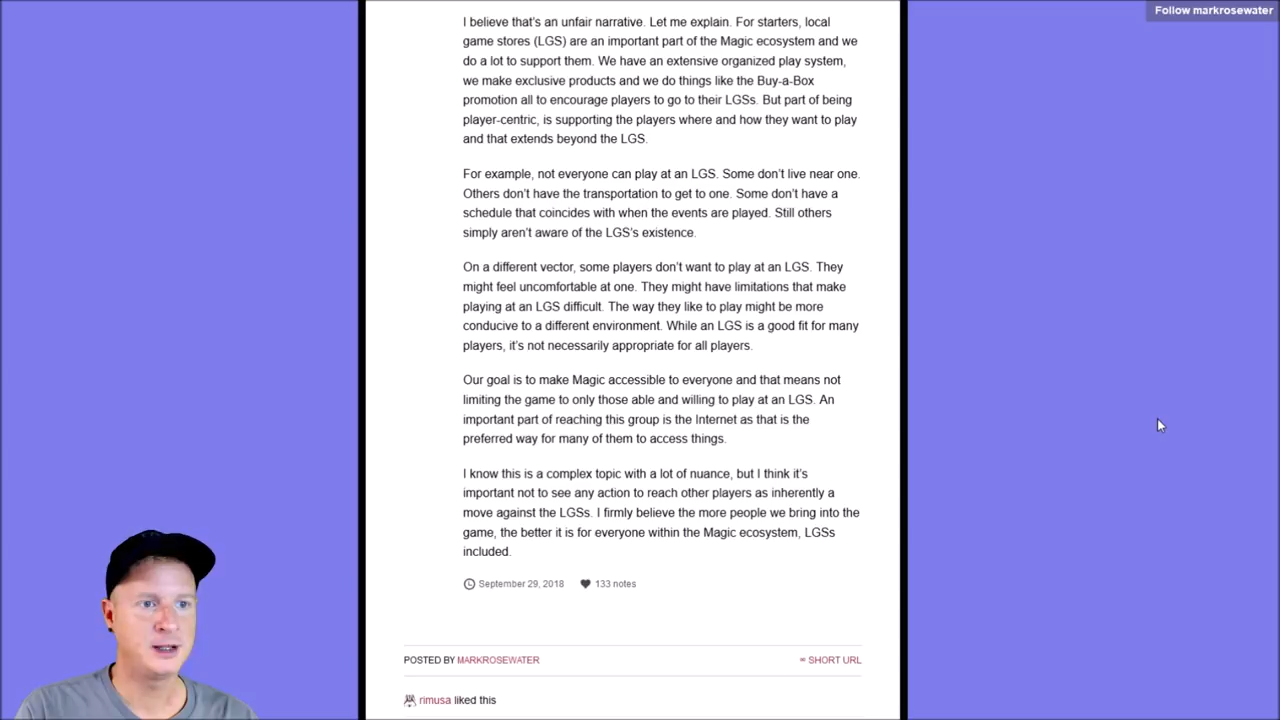 Follow markrosewater
I believe that's an unfair narrative. Let me explain. For starters, local
game stores (LGS) are an important part of the Magic ecosystem and we
do a lot to support them. We have an extensive organized play system,
we make exclusive products and we do things like the Buy-a-Box
promotion all to encourage players to go to their LGSs. But part of being
player-centric, is supporting the players where and how they want to play
and that extends beyond the LGS.
For example, not everyone can play at an LGS. Some don't live near one.
Others don't have the transportation to get to one. Some don't have a
schedule that coincides with when the events are played. Still others
simply aren't aware of the LGS's existence.
On a different vector, some players don't want to play at an LGS. They
might feel uncomfortable at one. They might have limitations that make
playing at an LGS difficult. The way they like to play might be more
conducive to a different environment. While an LGS is a good fit for many
players, it's not necessarily appropriate for all players.
Our goal is to make Magic accessible to everyone and that means not
limiting the game to only those able and willing to play at an LGS. An
important part of reaching this group is the Internet as that is the
preferred way for many of them to access things.
I know this is a complex topic with a lot of nuance, but I think it's
important not to see any action to reach other players as inherently a
move against the LGSs. I firmly believe the more people we bring into the
game, the better it is for everyone within the Magic ecosystem, LGSs
included.
September 29, 2018 133 notes
POSTED BY MARKROSEWATER = SHORT URL
rimusa liked this